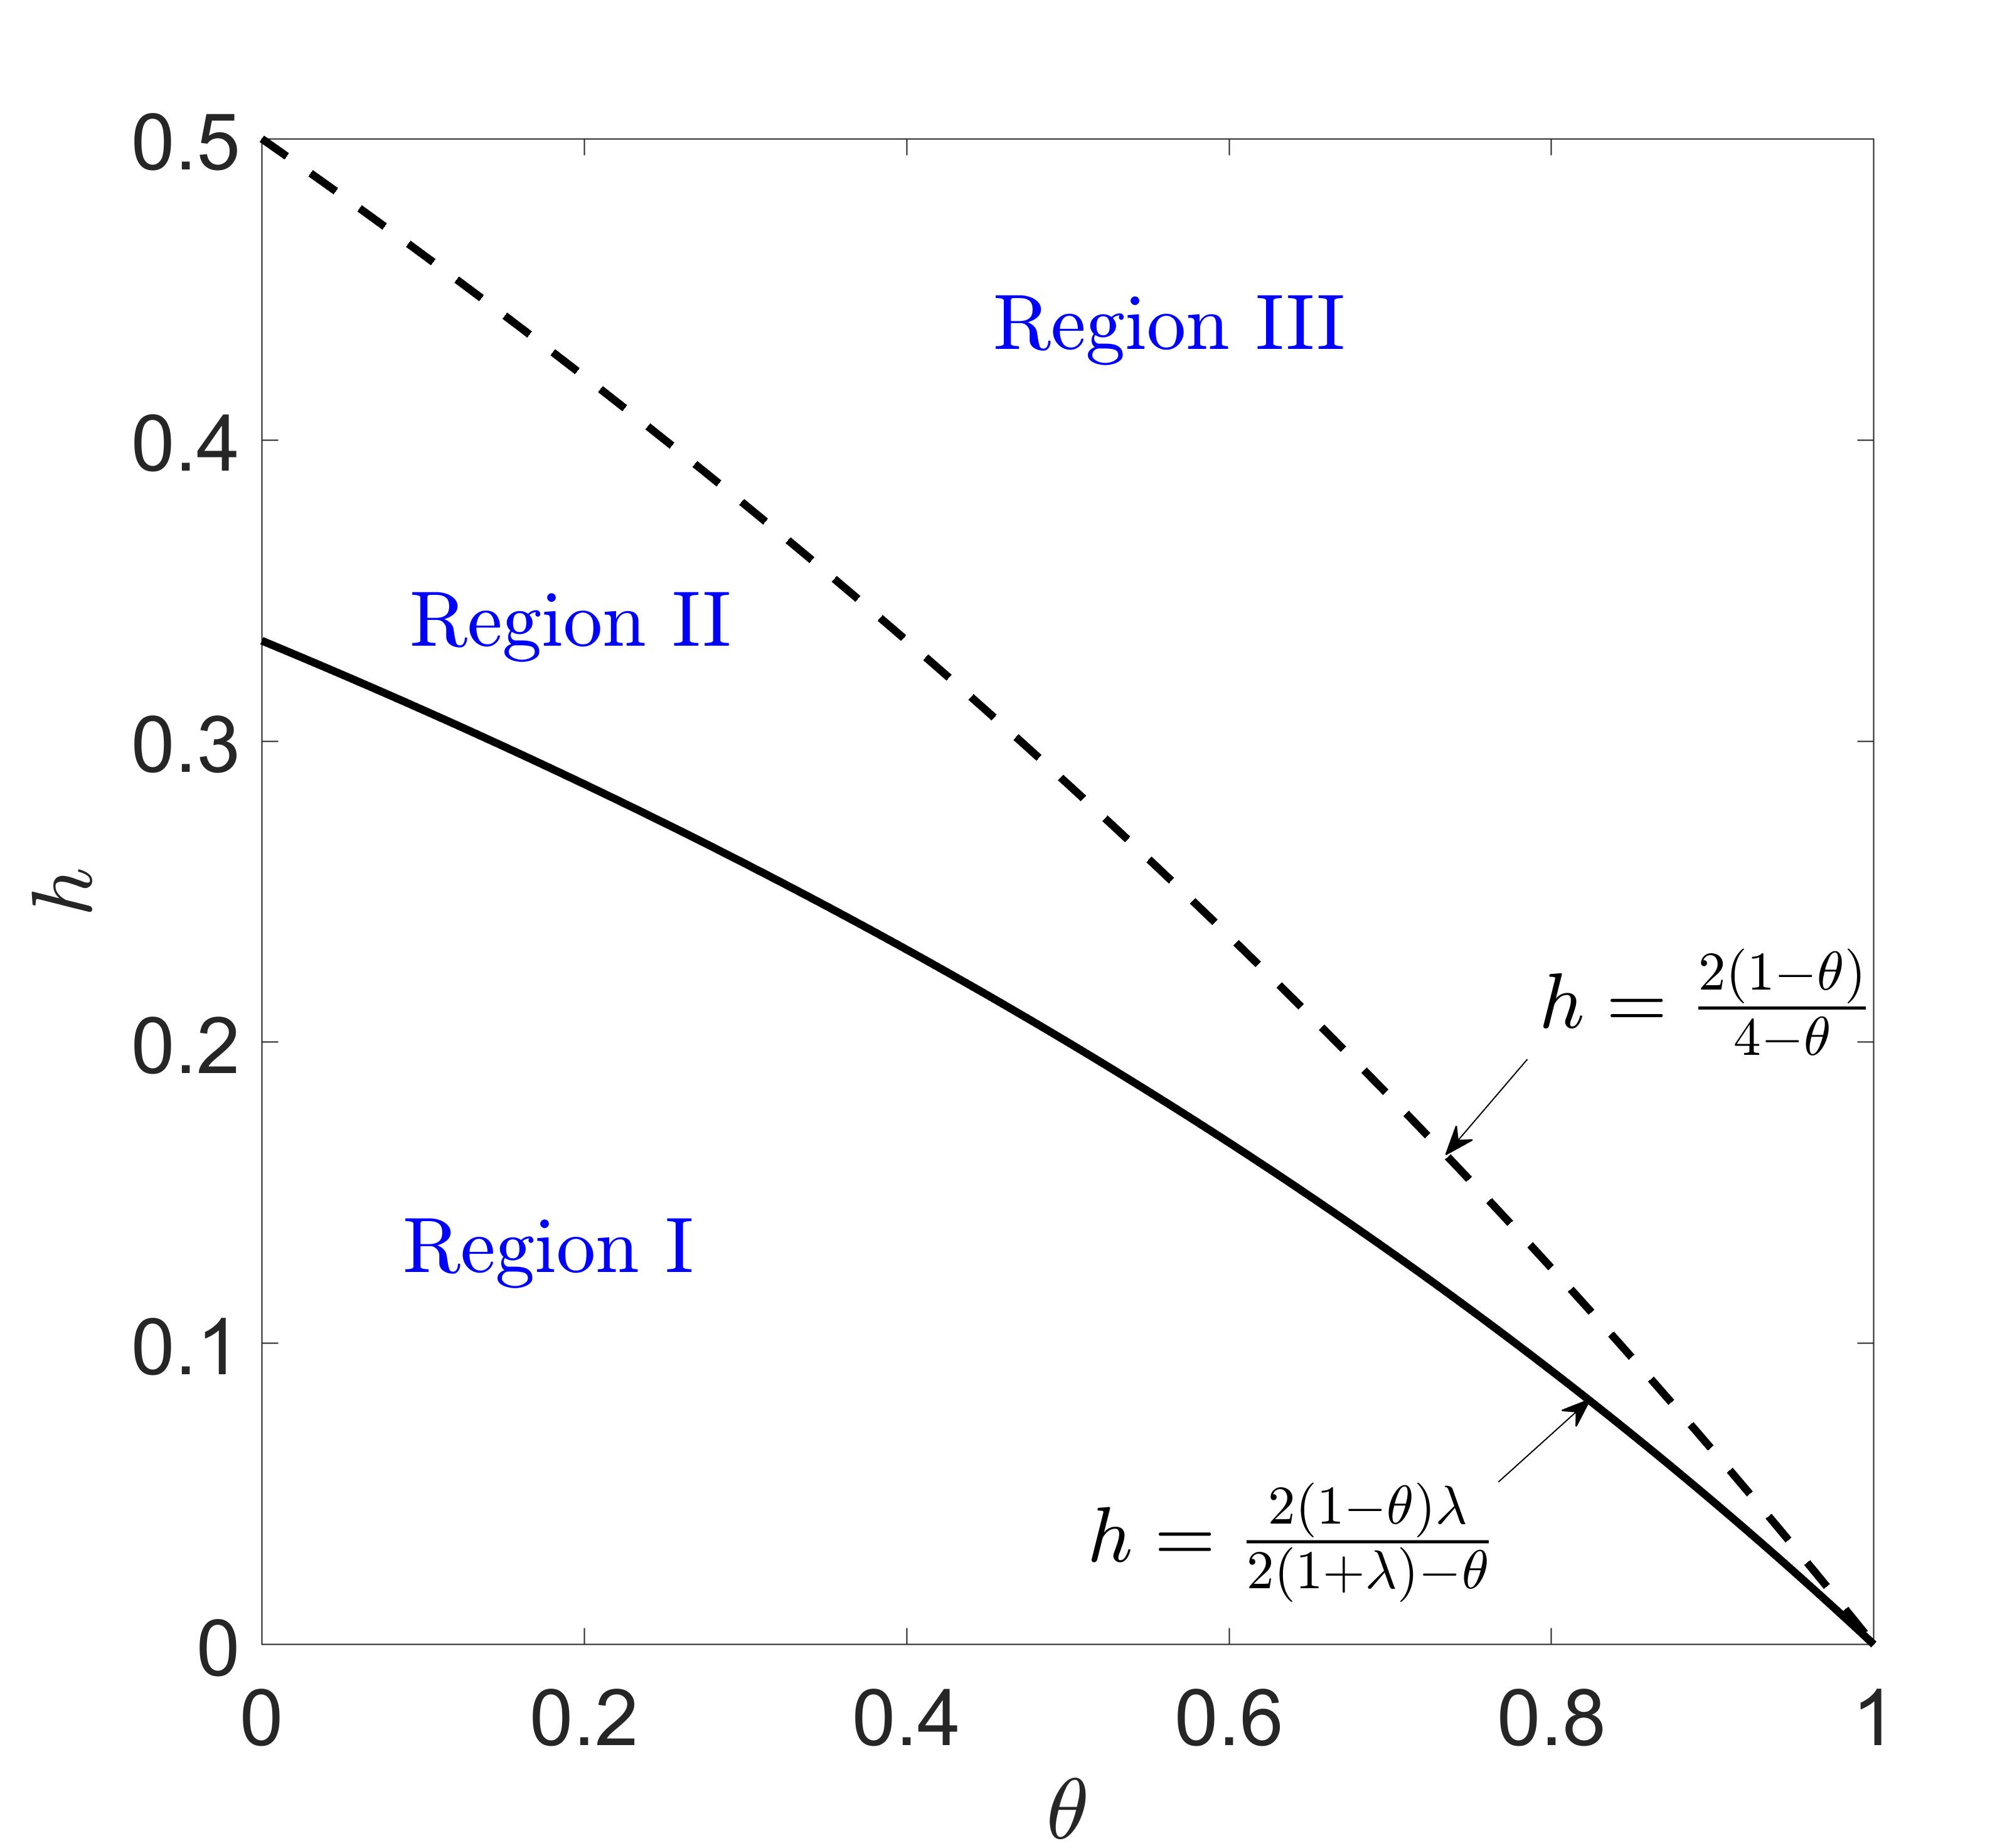 0.5
Region III
0.4
Region II
0.3
h
h = 2(1−θ)/4−θ
0.2
Region I
0.1
h = 2(1−θ)λ/2(1+λ)−θ
0
0 0.2 0.4 0.6 0.8 1
θ